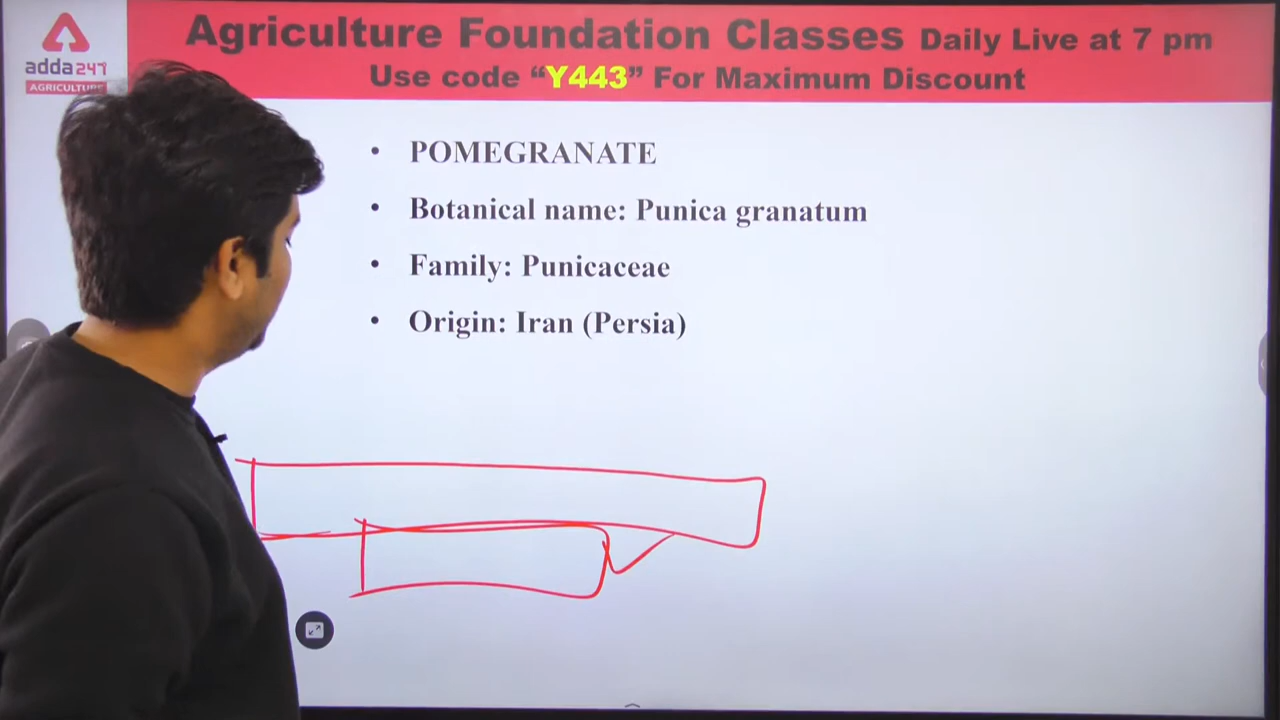 Agriculture Foundation Classes Daily Live at 7 pm
Use code “Y443” For Maximum Discount
adda247
AGRICULTURE
• POMEGRANATE
• Botanical name: Punica granatum
• Family: Punicaceae
• Origin: Iran (Persia)